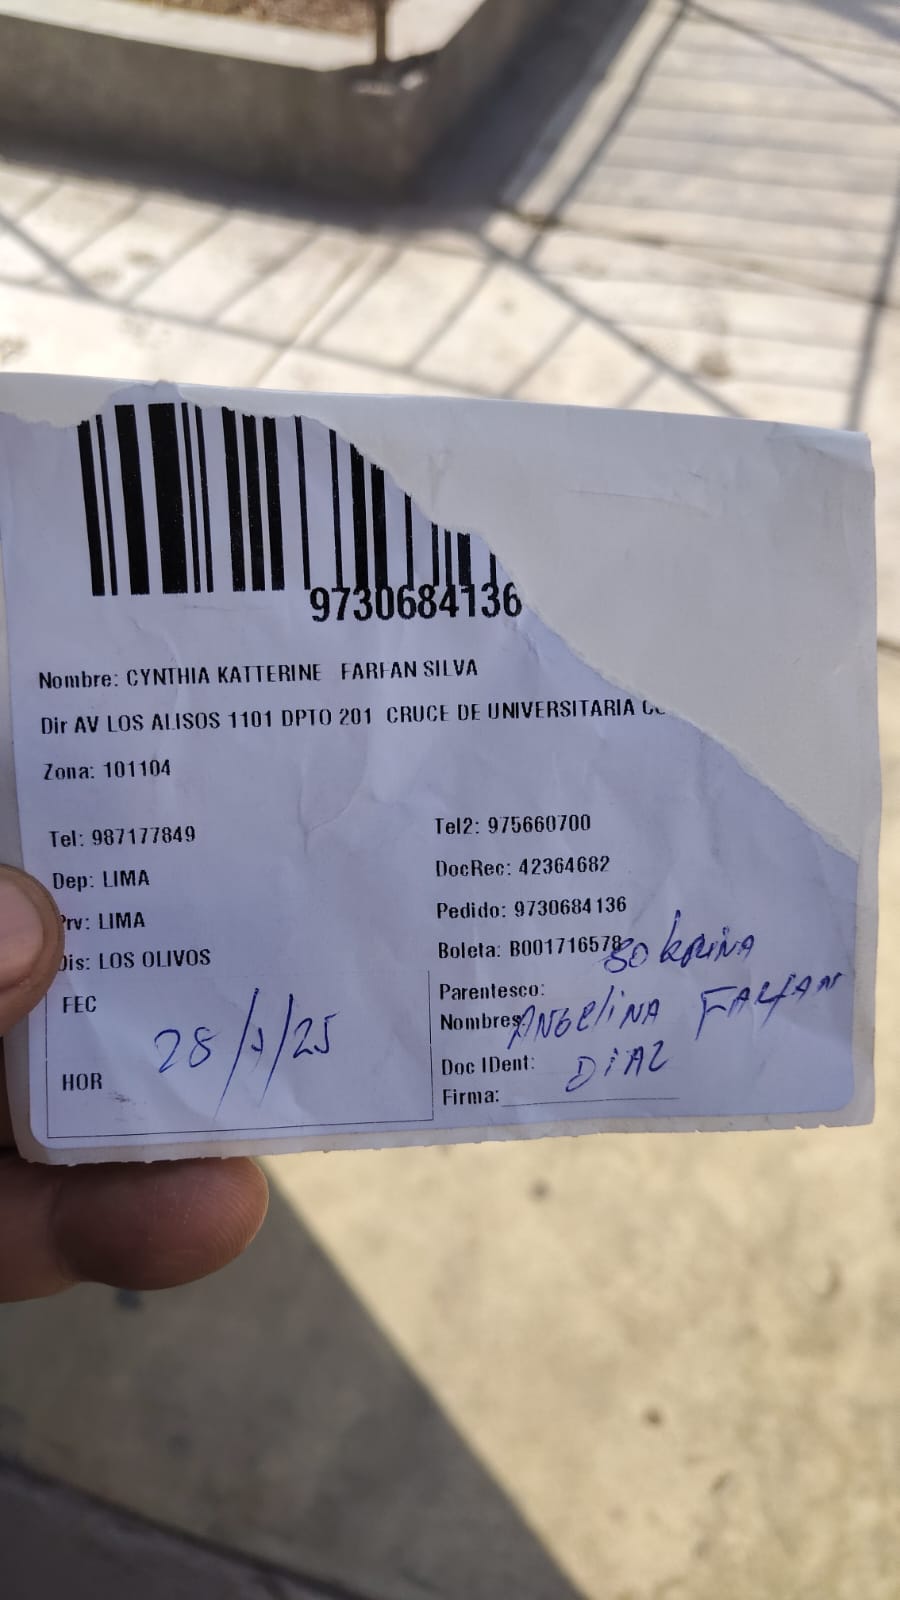 9730684136
Nombre: CYNTHIA KATTERINE FARFAN SILVA
Dir AV LOS ALISOS 1101 DPTO 201 CRUCE DE UNIVERSITARIA
Zona: 101104
Tel: 987177849
Tel2: 975660700
Dep: LIMA
DocRec: 42364682
Prv: LIMA
Pedido: 9730684136
Dis: LOS OLIVOS
Boleta: B001716578
FEC
28/ /25
HOR
Parentesco: SOBRINA
Nombres: ANGELINA FARFAN
Doc IDent: DIAZ
Firma: